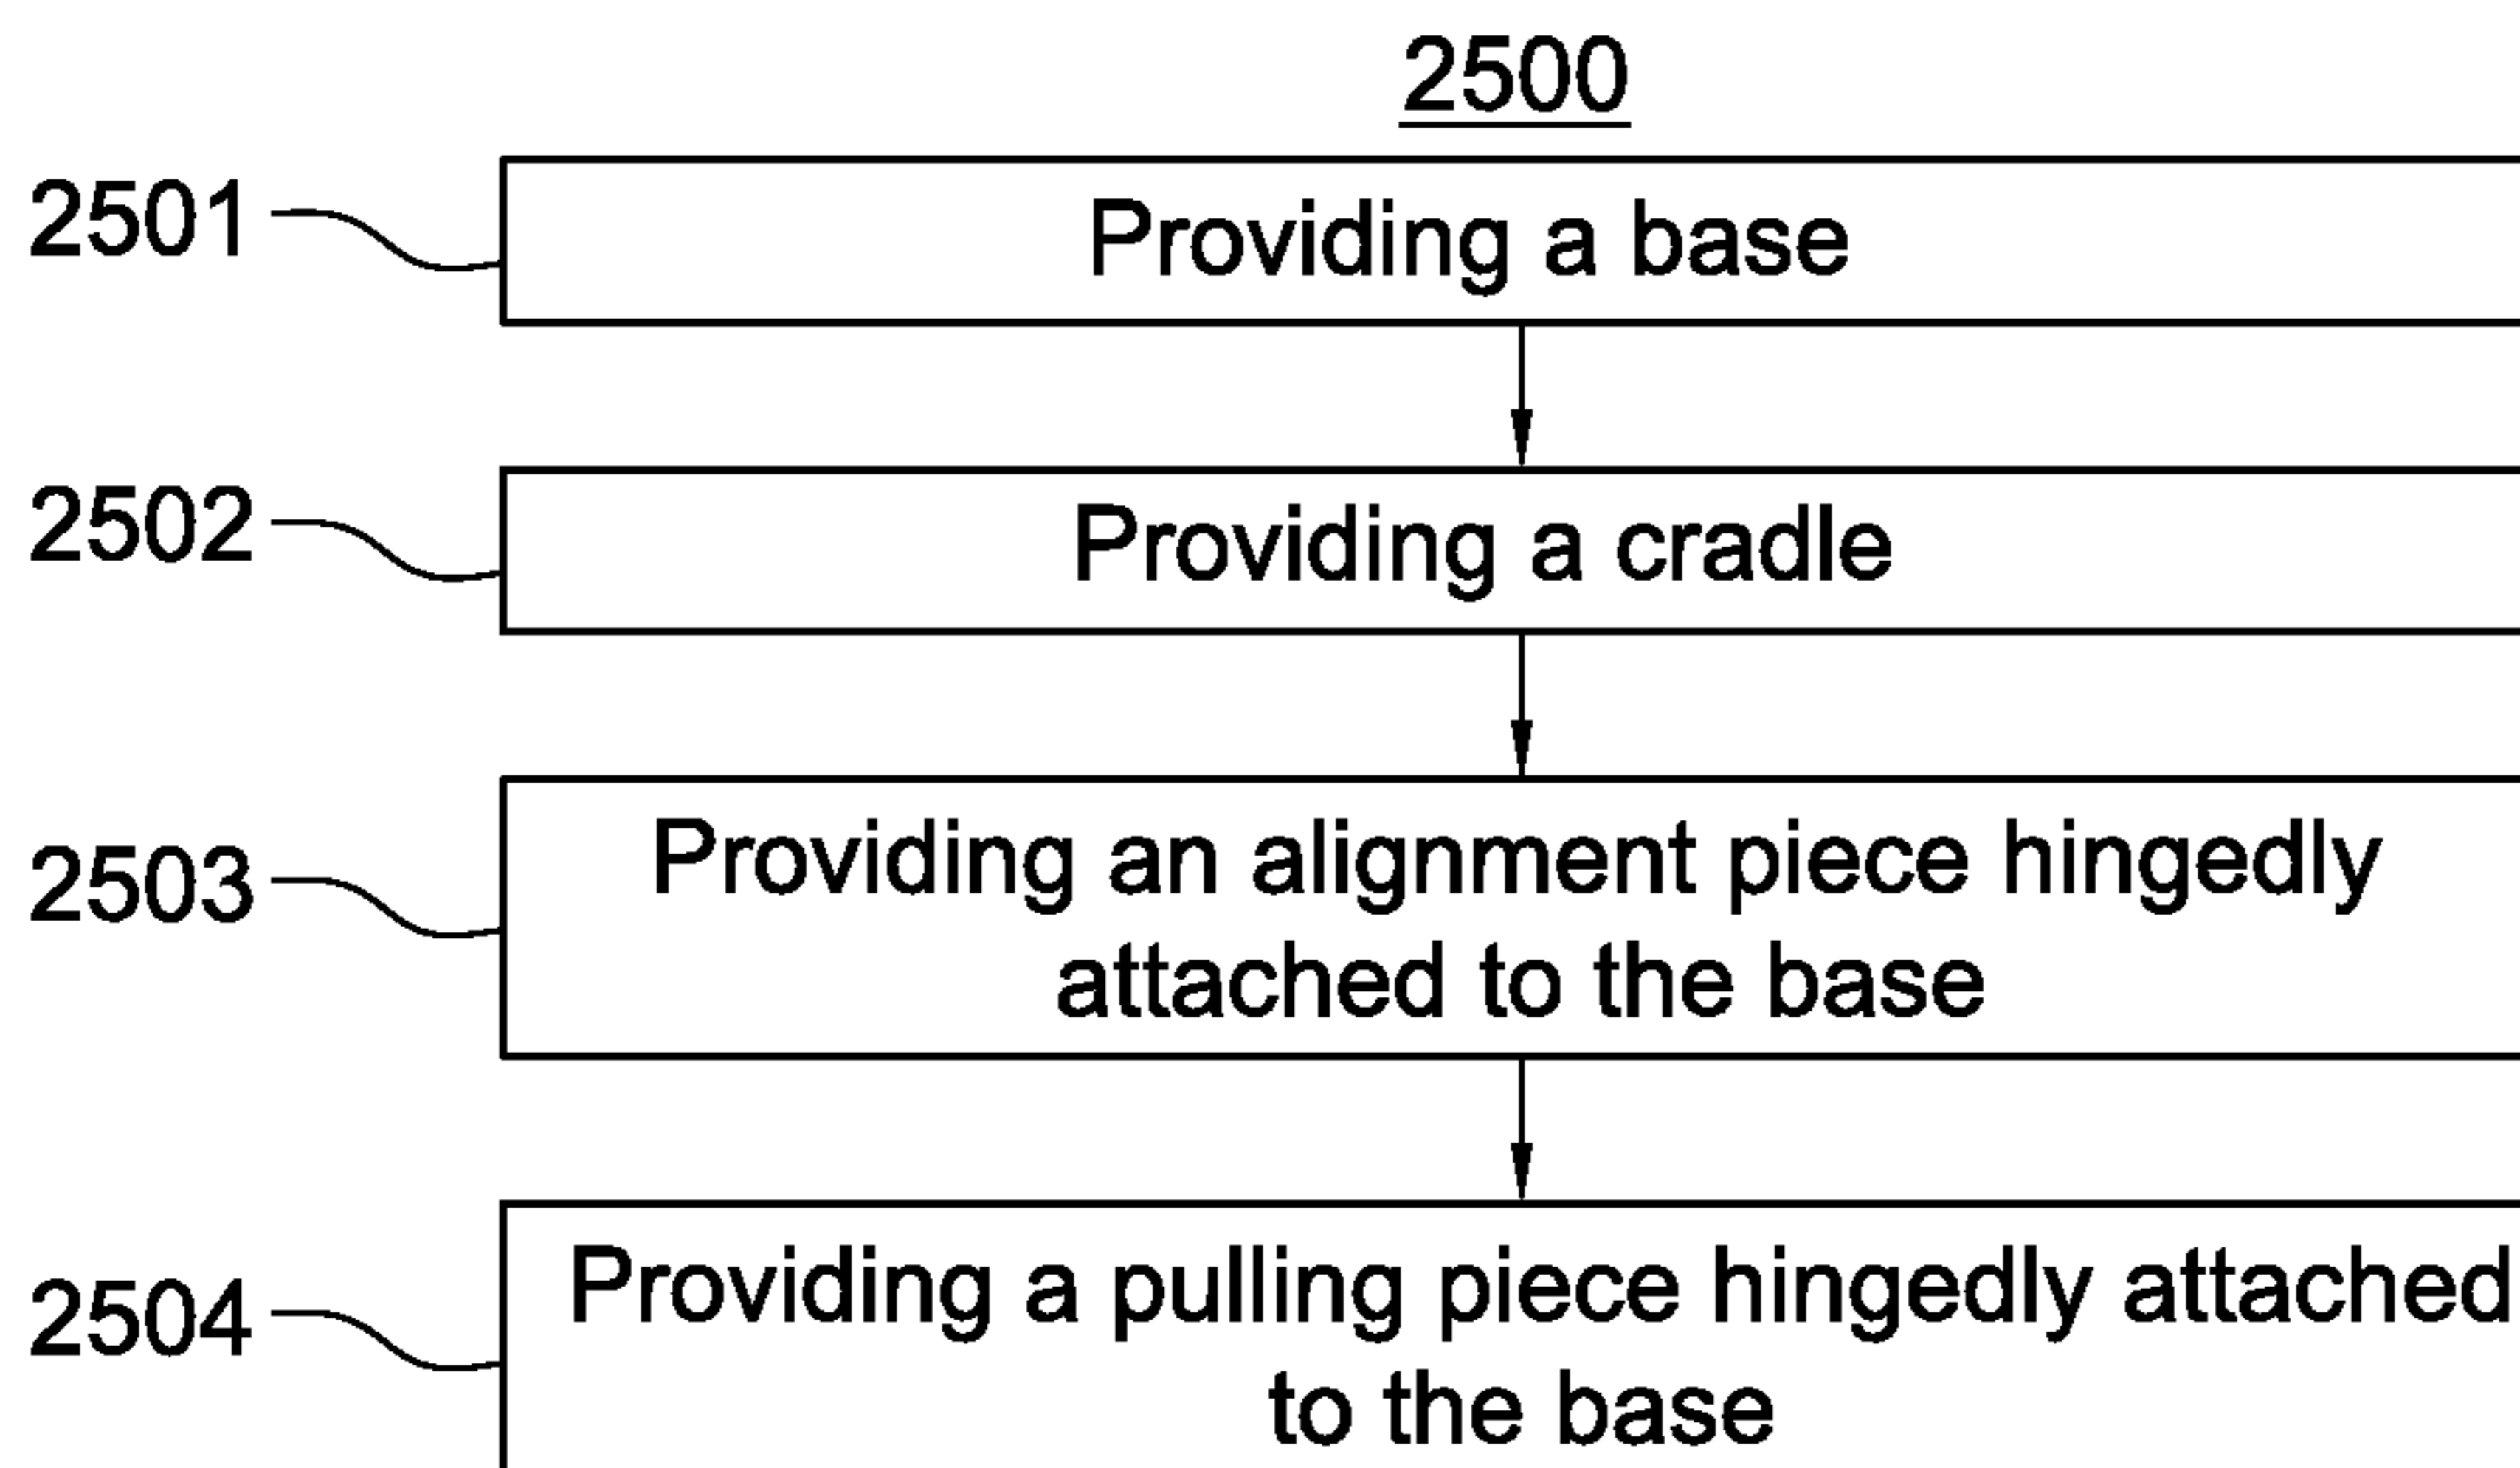 2500
2501
Providing a base
2502
Providing a cradle
2503
Providing an alignment piece hingedly
attached to the base
2504
Providing a pulling piece hingedly attached
to the base